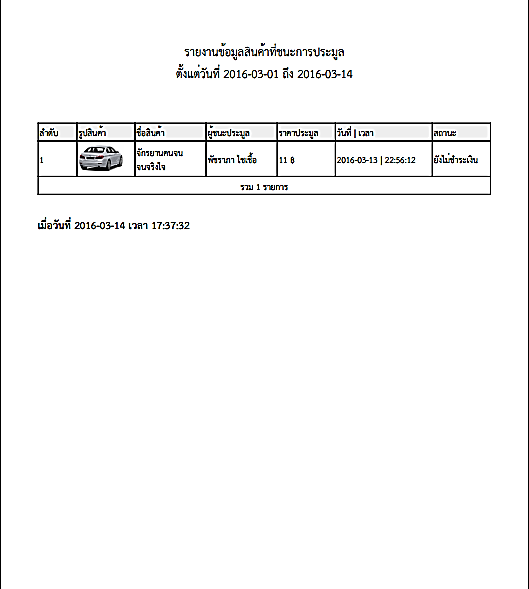 รายงานข้อมูลสินค้าที่ชนะการประมูล
ตั้งแต่วันที่ 2016-03-01 ถึง 2016-03-14
ลำดับ รูปสินค้า ชื่อสินค้า ผู้ชนะประมูล ราคาประมูล วันที่ | เวลา สถานะ
1 จักรยานคนจน พัชราภา ไชเชื้อ 11 ฿ 2016-03-13 | 22:56:12 ยังไม่ชำระเงิน
จนจริงใจ
รวม 1 รายการ
เมื่อวันที่ 2016-03-14 เวลา 17:37:32